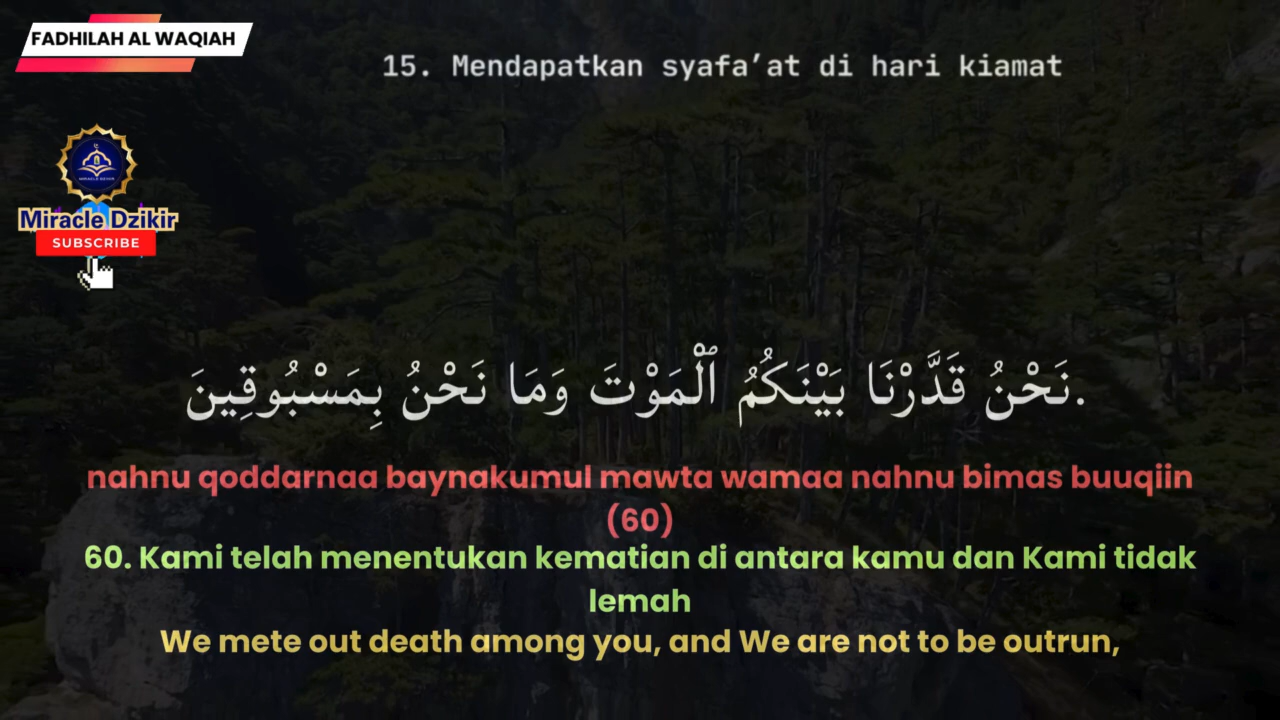 FADHILAH AL WAQIAH
15. Mendapatkan syafa’at di hari kiamat
MIRACLE DZIKIR
Miracle Dzikir
SUBSCRIBE
نَحْنُ قَدَّرْنَا بَيْنَكُمُ ٱلْمَوْتَ وَمَا نَحْنُ بِمَسْبُوقِينَ.
nahnu qoddarnaa baynakumul mawta wamaa nahnu bimas buuqiin
(60)
60. Kami telah menentukan kematian di antara kamu dan Kami tidak
lemah
We mete out death among you, and We are not to be outrun,